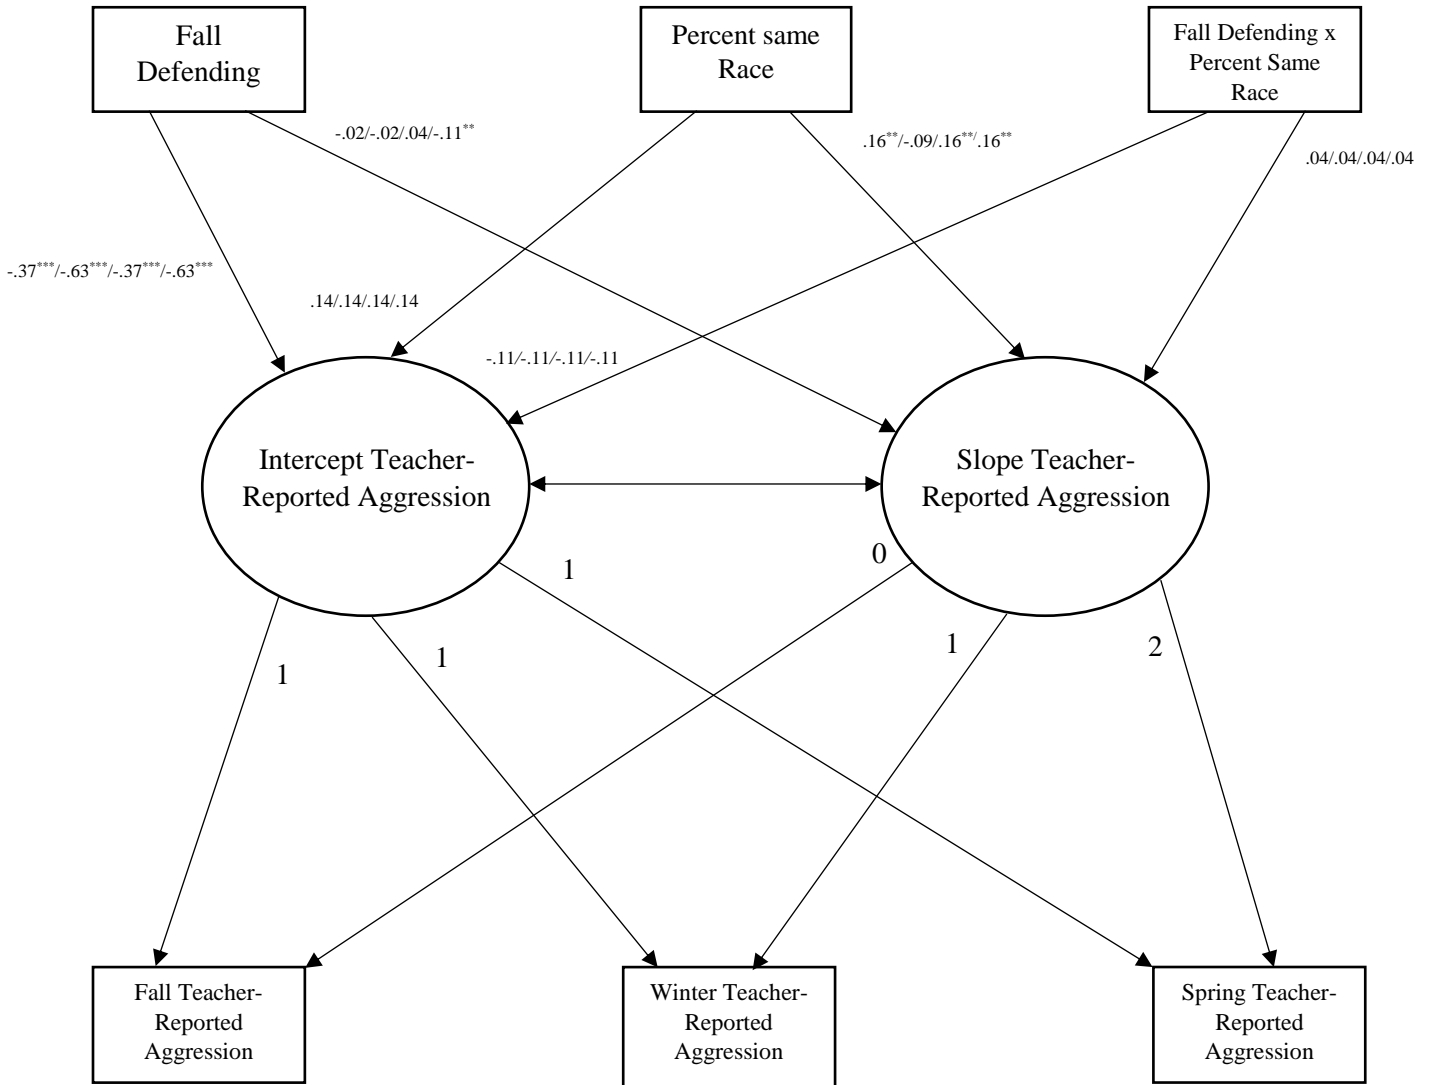 Fall
Defending
Percent same
Race
Fall Defending x
Percent Same
Race
-.02/-.02/.04/-.11**
.16**/-.09/.16**/.16**
.04/.04/.04/.04
-.37***/-.63***/-.37***/-.63***
.14/.14/.14/.14
-.11/-.11/-.11/-.11
Intercept Teacher-
Reported Aggression
Slope Teacher-
Reported Aggression
1
0
1
1
1
2
Fall Teacher-
Reported
Aggression
Winter Teacher-
Reported
Aggression
Spring Teacher-
Reported
Aggression